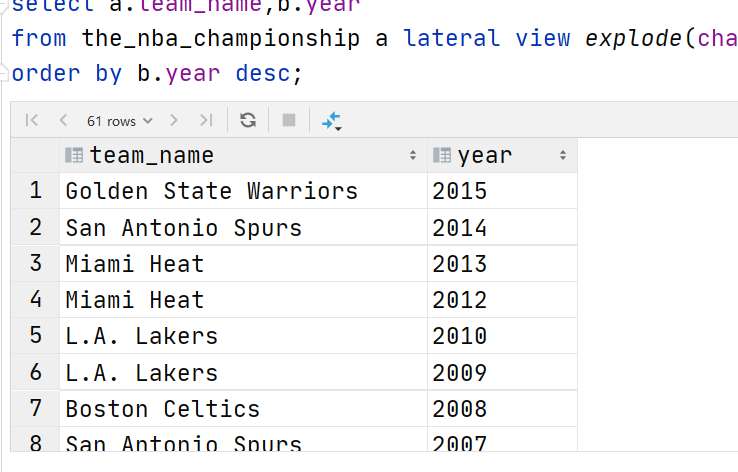 select a.team_name,b.year
from the_nba_championship a lateral view explode(cha
order by b.year desc;
61 rows
team_name year
1 Golden State Warriors 2015
2 San Antonio Spurs 2014
3 Miami Heat 2013
4 Miami Heat 2012
5 L.A. Lakers 2010
6 L.A. Lakers 2009
7 Boston Celtics 2008
8 San Antonio Spurs 2007